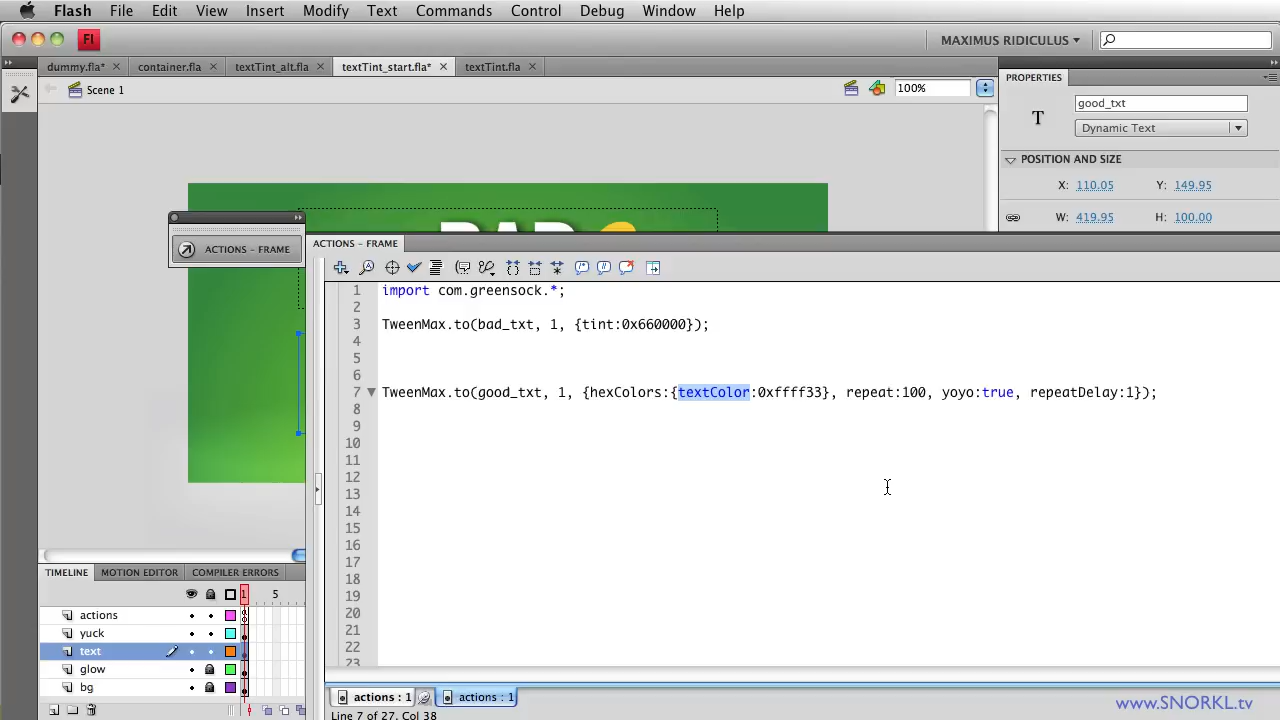 Flash File Edit View Insert Modify Text Commands Control Debug Window Help
Fl MAXIMUS RIDICULUS
dummy.fla* container.fla textTint_alt.fla textTint_start.fla* textTint.fla
Scene 1 100%
PROPERTIES
T good_txt
Dynamic Text
POSITION AND SIZE
X: 110.05 Y: 149.95
W: 419.95 H: 100.00
BAD
ACTIONS - FRAME
ACTIONS - FRAME
1 import com.greensock.*;
2
3 TweenMax.to(bad_txt, 1, {tint:0x660000});
4
5
6
7 TweenMax.to(good_txt, 1, {hexColors:{textColor:0xffff33}, repeat:100, yoyo:true, repeatDelay:1});
8
9
10
11
12
13
14
15
16
17
18
19
20
21
22
23
TIMELINE MOTION EDITOR COMPILER ERRORS
1 5
actions
yuck
text
glow
bg
actions : 1 actions : 1
Line 7 of 27, Col 38
www.SNORKL.tv